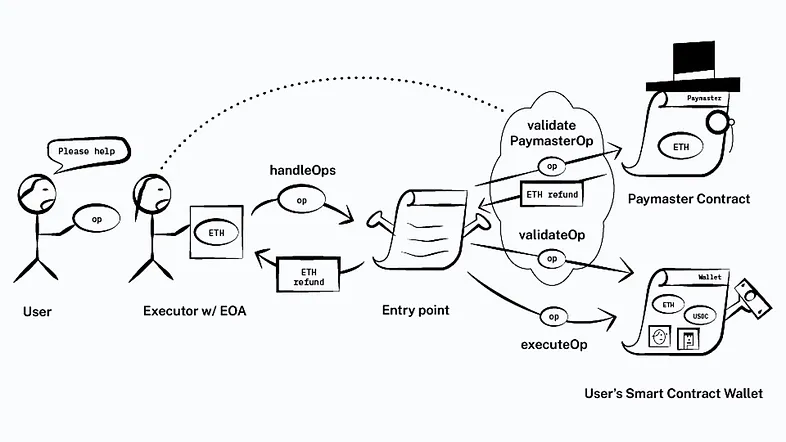 Please help
op
User
ETH
Executor w/ EOA
handleOps
op
ETH
refund
Entry point
validate
PaymasterOp
op
ETH refund
validateOp
op
op
executeOp
Paymaster
ETH
Paymaster Contract
Wallet
ETH
USDC
User's Smart Contract Wallet